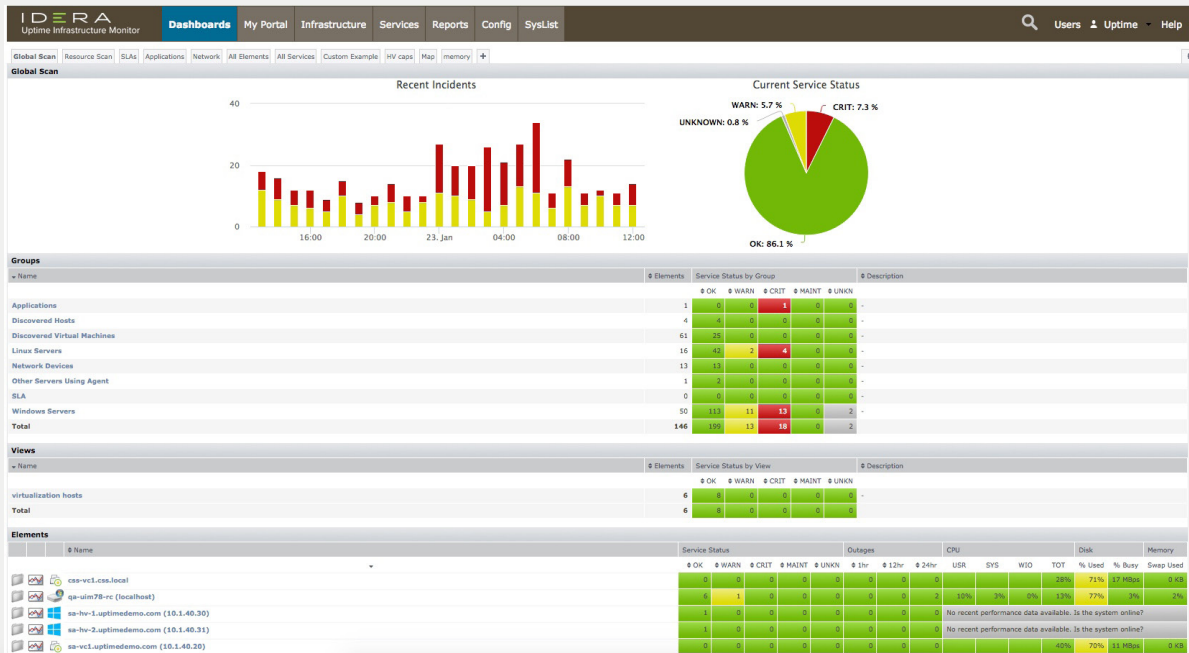 IDERA
Uptime Infrastructure Monitor
Dashboards My Portal Infrastructure Services Reports Config SysList
Users Uptime Help
Global Scan Resource Scan SLAs Applications Network All Elements All Services Custom Example HV caps Map memory +
Global Scan
Recent Incidents
40
20
0
16:00 20:00 23. Jan 04:00 08:00 12:00
Current Service Status
WARN: 5.7 % CRIT: 7.3 %
UNKNOWN: 0.8 %
OK: 86.1 %
Groups
Name Elements Service Status by Group Description
OK WARN CRIT MAINT UNKN
Applications 1 0 0 1 0 0 -
Discovered Hosts 4 4 0 0 0 0 -
Discovered Virtual Machines 61 25 0 0 0 0 -
Linux Servers 16 42 2 4 0 0 -
Network Devices 13 13 0 0 0 0 -
Other Servers Using Agent 1 2 0 0 0 0 -
SLA 0 0 0 0 0 0 -
Windows Servers 50 113 11 13 0 2 -
Total 146 199 13 18 0 2
Views
Name Elements Service Status by View Description
OK WARN CRIT MAINT UNKN
virtualization hosts 6 8 0 0 0 0 -
Total 6 8 0 0 0 0
Elements
Name Service Status Outages CPU Disk Memory
OK WARN CRIT MAINT UNKN 1hr 12hr 24hr USR SYS WIO TOT % Used % Busy Swap Used
css-vc1.css.local 0 0 0 0 0 0 0 0 28% 71% 17 MBps 0 KB
qa-uim78-rc (localhost) 6 1 0 0 0 0 0 2 10% 3% 0% 13% 77% 3% 2%
sa-hv-1.uptimedemo.com (10.1.40.30) 1 0 0 0 0 0 0 0 No recent performance data available. Is the system online?
sa-hv-2.uptimedemo.com (10.1.40.31) 1 0 0 0 0 0 0 0 No recent performance data available. Is the system online?
sa-vc1.uptimedemo.com (10.1.40.20) 0 0 0 0 0 0 0 0 40% 70% 11 MBps 0 KB